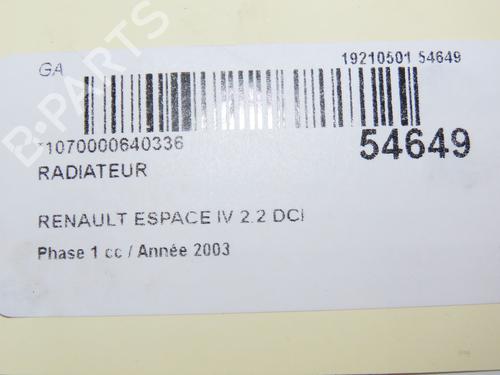 GA
19210501 54649
*1070000640336
54649
RADIATEUR
RENAULT ESPACE IV 2.2 DCI
Phase 1 cc / Année 2003
B-PARTS